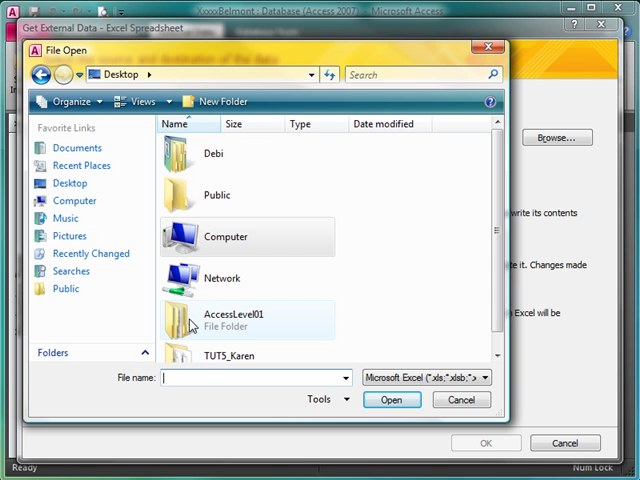 xXxxxBelmont : Database (Access 2007) - Microsoft Access
Get External Data - Excel Spreadsheet
File Open
Desktop
Search
Organize
Views
New Folder
Favorite Links
Documents
Recent Places
Desktop
Computer
Music
Pictures
Recently Changed
Searches
Public
Folders
Name
Size
Type
Date modified
Debi
Public
Computer
Network
AccessLevel01
File Folder
TUT5_Karen
File name:
Microsoft Excel (*.xls;*.xlsb;*.x
Tools
Open
Cancel
Browse...
write its contents
te it. Changes made
n Excel will be
OK
Cancel
Ready
Num Lock